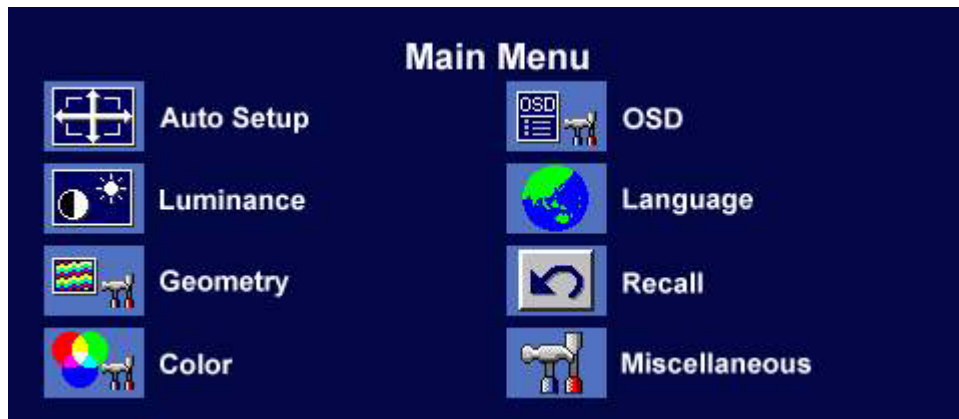 Main Menu
Auto Setup
OSD
OSD
Luminance
Language
Geometry
Recall
Color
Miscellaneous